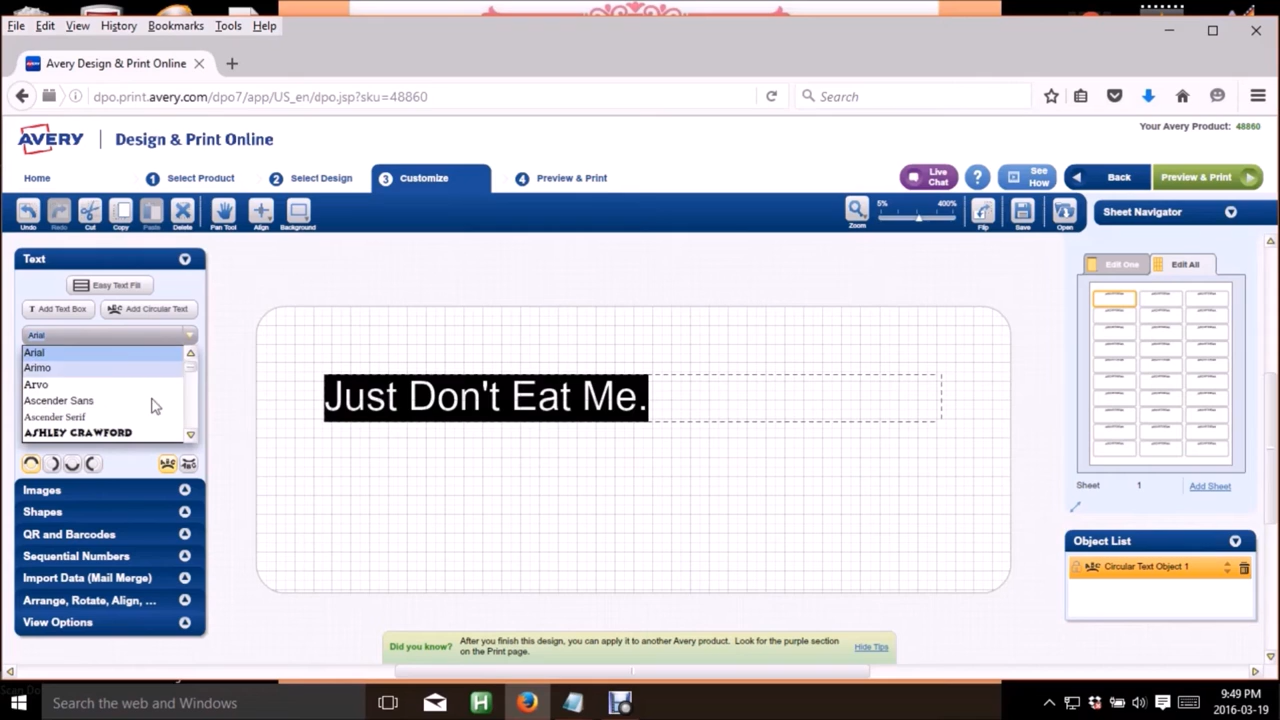 File Edit View History Bookmarks Tools Help
Avery Design & Print Online
dpo.print.avery.com/dpo7/app/US_en/dpo.jsp?sku=48860
Search
AVERY Design & Print Online
Your Avery Product: 48860
Home 1 Select Product 2 Select Design 3 Customize 4 Preview & Print
Live Chat
? See How
Back
Preview & Print
Undo Redo Cut Copy Paste Delete Pan Tool Align Background
Zoom 5% 400% Flip Save Open
Sheet Navigator
Text
Easy Text Fill
T Add Text Box
ABC Add Circular Text
Arial
Arial
Arimo
Arvo
Ascender Sans
Ascender Serif
ASHLEY CRAWFORD
Images
Shapes
QR and Barcodes
Sequential Numbers
Import Data (Mail Merge)
Arrange, Rotate, Align, ...
View Options
Just Don't Eat Me.
Edit One Edit All
Sheet 1 Add Sheet
Object List
Circular Text Object 1
Did you know? After you finish this design, you can apply it to another Avery product. Look for the purple section
on the Print page.
Hide Tips
Search the web and Windows
9:49 PM
2016-03-19